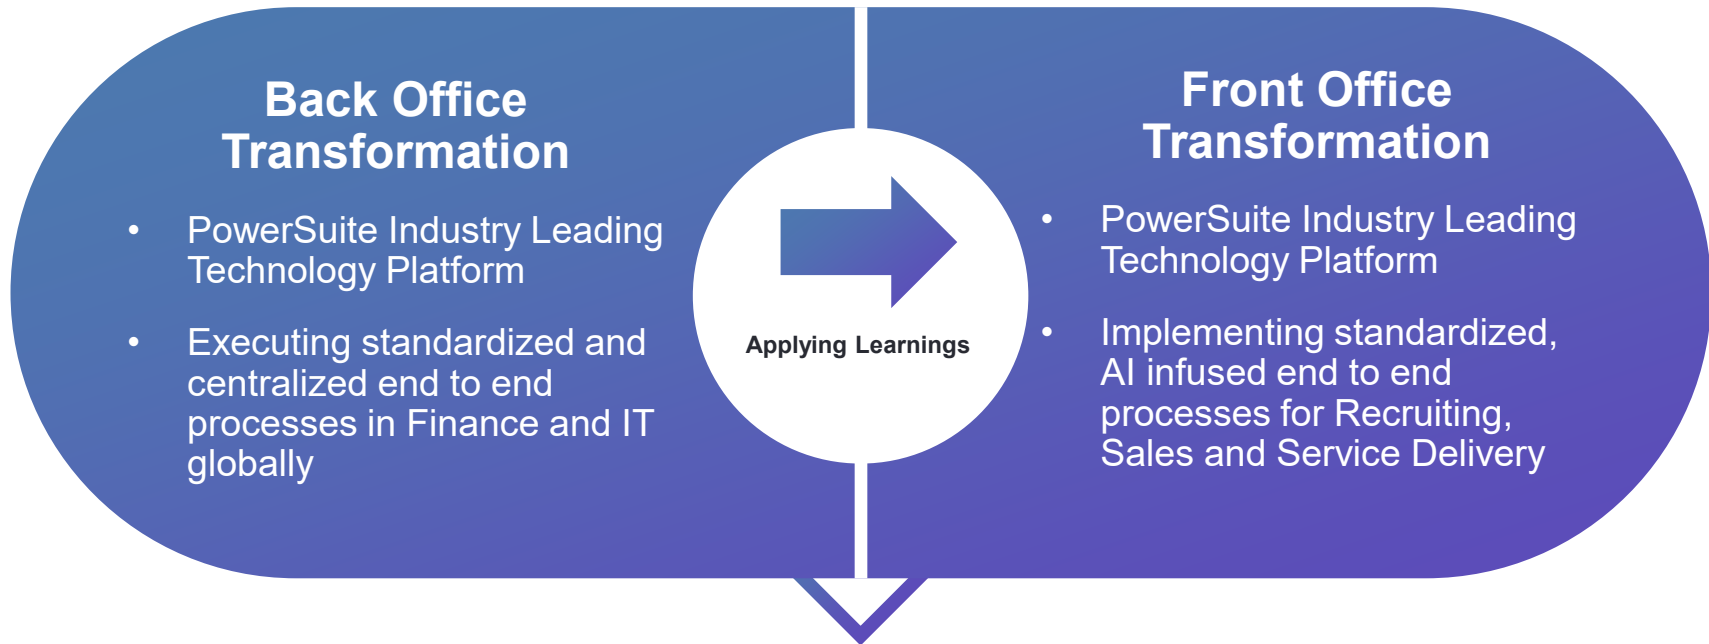 Back Office
Transformation
• PowerSuite Industry Leading
Technology Platform
• Executing standardized and
centralized end to end
processes in Finance and IT
globally
Applying Learnings
Front Office
Transformation
• PowerSuite Industry Leading
Technology Platform
• Implementing standardized,
AI infused end to end
processes for Recruiting,
Sales and Service Delivery